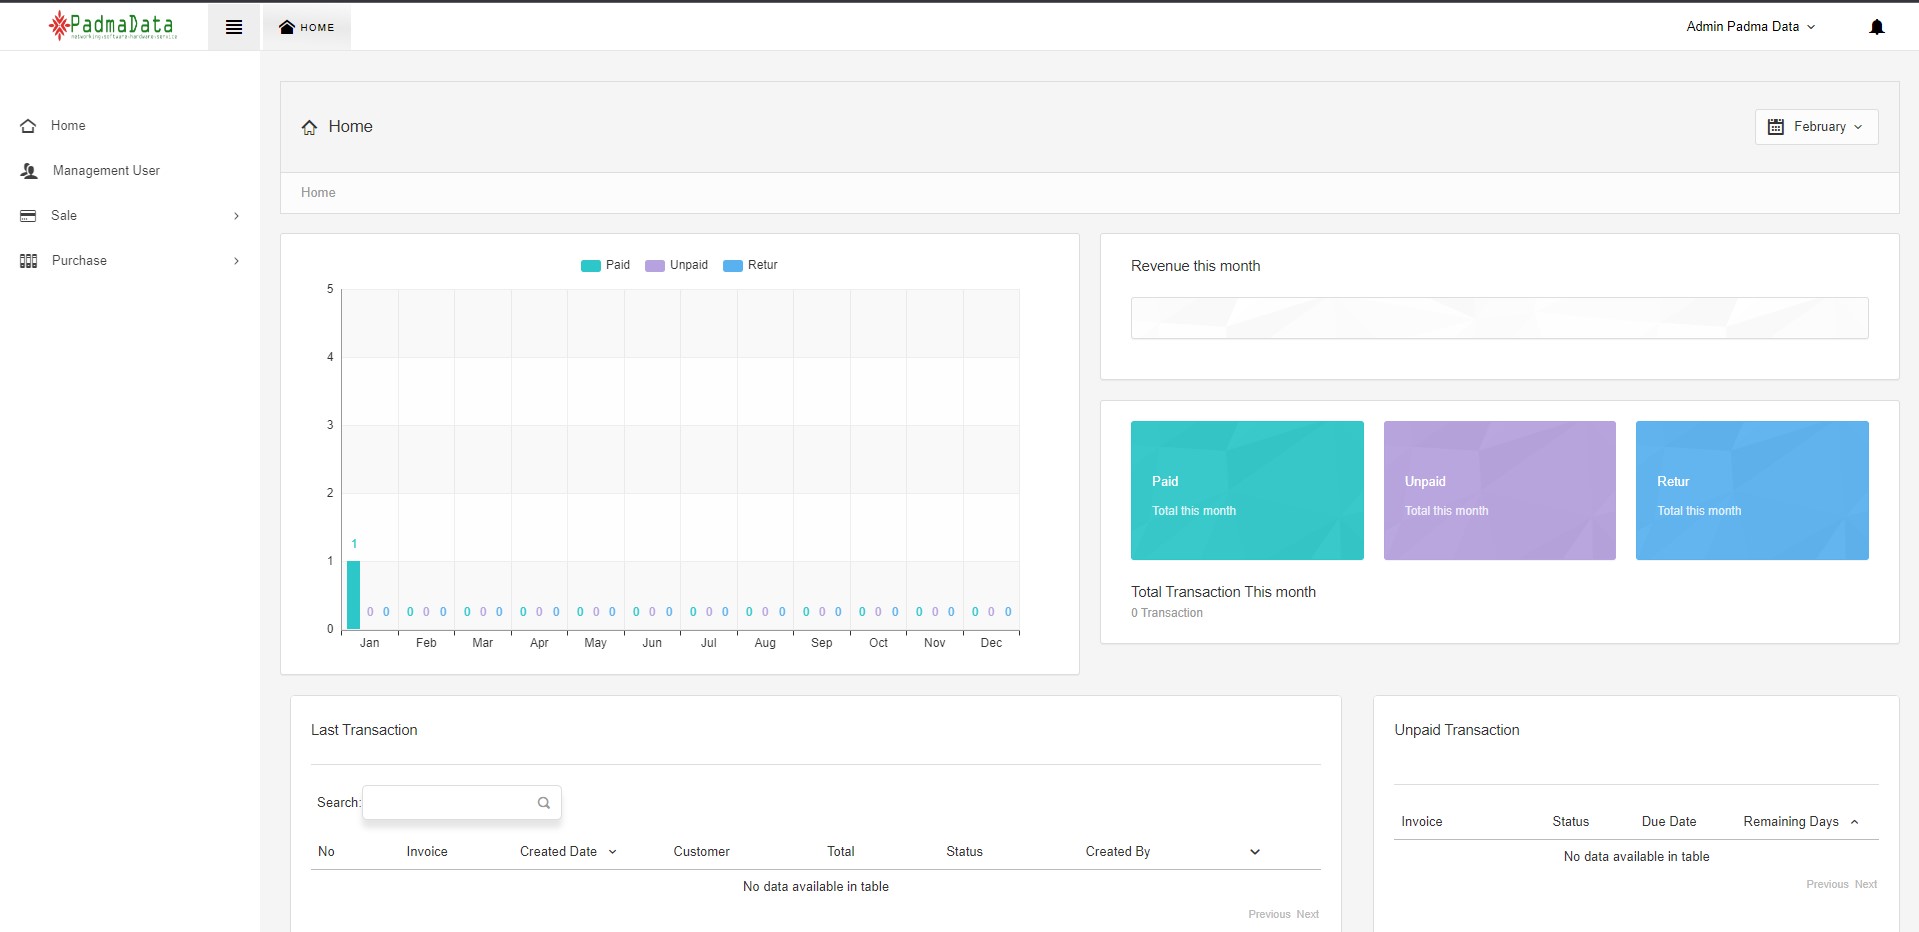 PadmaData
networking-software-hardware-service
HOME
Admin Padma Data
Home
Management User
Sale
Purchase
Home
February
Home
Paid Unpaid Retur
5
4
3
2
1
0
1
0 0 0 0 0 0 0 0 0 0 0 0 0 0 0 0 0 0 0 0 0 0 0 0 0 0 0 0 0 0 0 0 0 0 0
Jan Feb Mar Apr May Jun Jul Aug Sep Oct Nov Dec
Revenue this month
Paid
Total this month
Unpaid
Total this month
Retur
Total this month
Total Transaction This month
0 Transaction
Last Transaction
Search:
No Invoice Created Date Customer Total Status Created By
No data available in table
Previous Next
Unpaid Transaction
Invoice Status Due Date Remaining Days
No data available in table
Previous Next